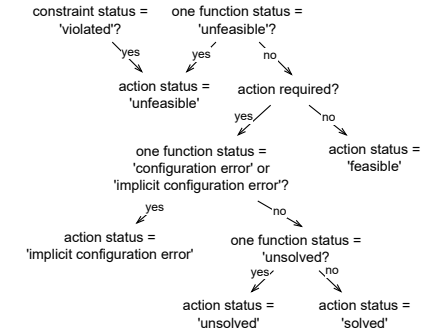 constraint status =
'violated'?
one function status =
'unfeasible'?
yes
yes
no
action status =
'unfeasible'
action required?
yes
no
one function status =
'configuration error' or
'implicit configuration error'?
action status =
'feasible'
yes
no
action status =
'implicit configuration error'
one function status =
'unsolved?
yes
no
action status =
'unsolved'
action status =
'solved'